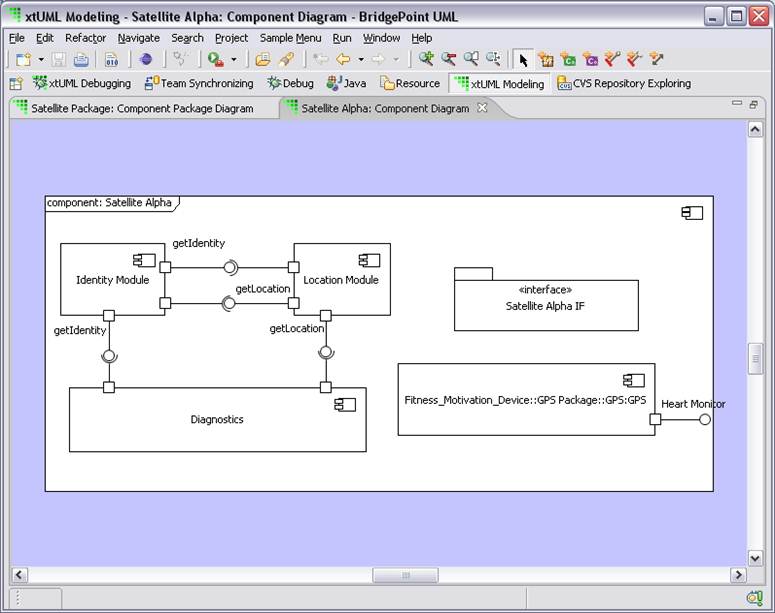 xtUML Modeling - Satellite Alpha: Component Diagram - BridgePoint UML
File Edit Refactor Navigate Search Project Sample Menu Run Window Help
xtUML Debugging Team Synchronizing Debug Java Resource xtUML Modeling CVS Repository Exploring
Satellite Package: Component Package Diagram Satellite Alpha: Component Diagram
component: Satellite Alpha
getIdentity
Identity Module
Location Module
getLocation
«interface»
Satellite Alpha IF
getIdentity
getLocation
Fitness_Motivation_Device::GPS Package::GPS:GPS
Heart Monitor
Diagnostics